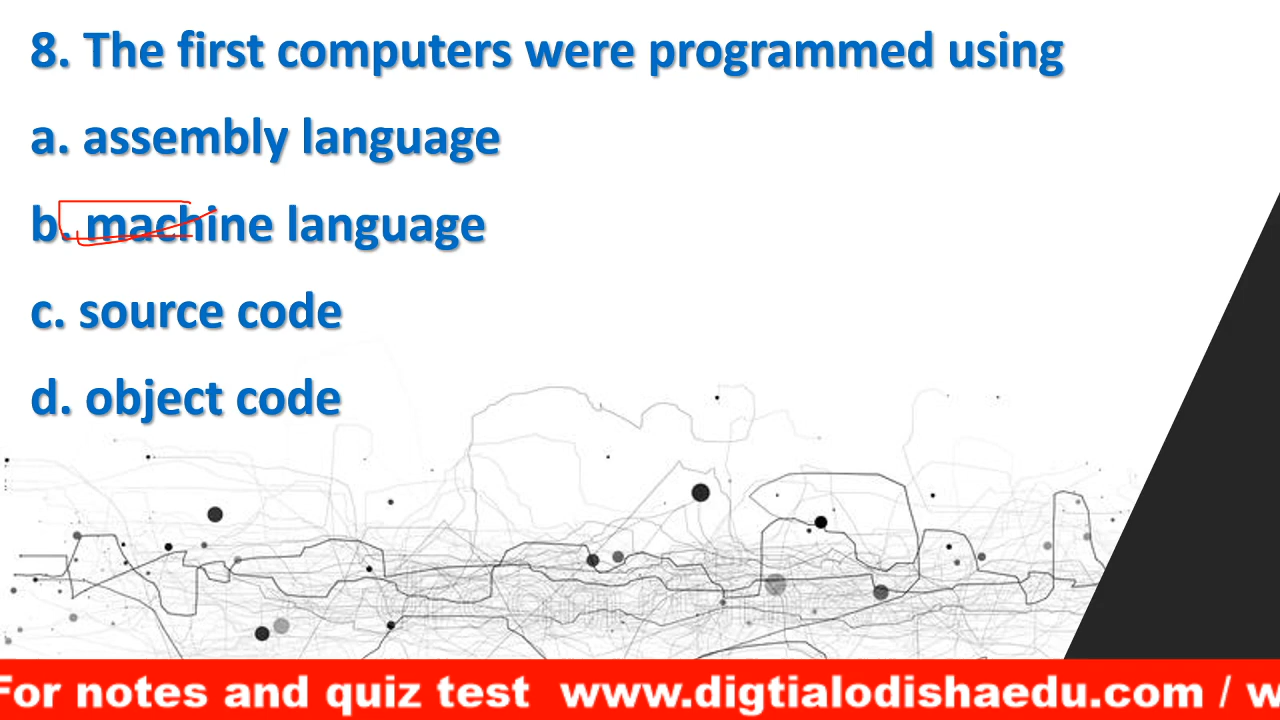 8. The first computers were programmed using
a. assembly language
b. machine language
c. source code
d. object code
For notes and quiz test www.digtialodishaedu.com / w